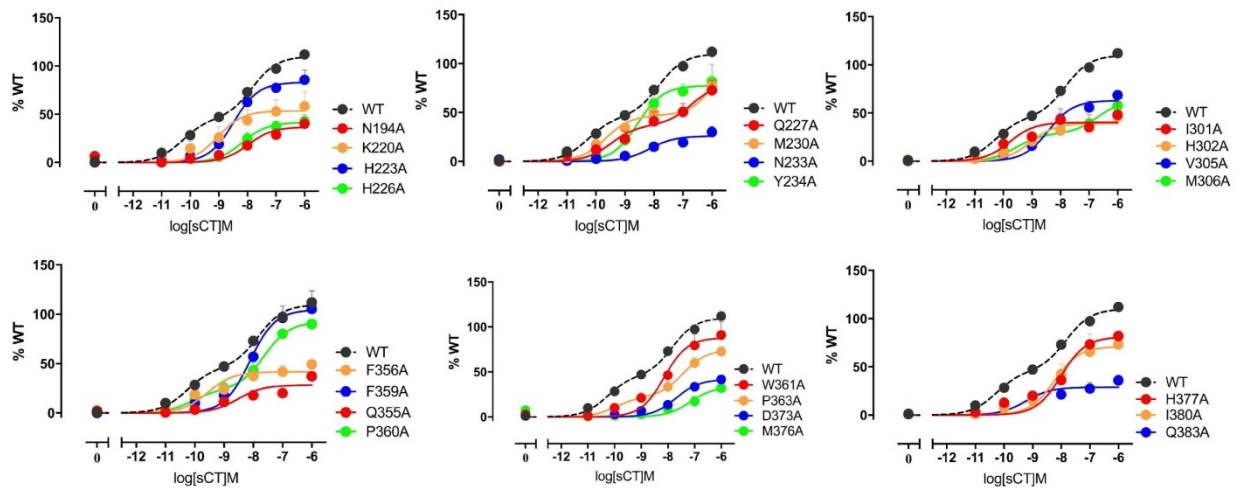 150
100
50
0
% WT
0
-12
-11
-10
-9
-8
-7
-6
log[sCT]M
WT
N194A
K220A
H223A
H226A
150
100
50
0
% WT
0
-12
-11
-10
-9
-8
-7
-6
log[sCT]M
WT
Q227A
M230A
N233A
Y234A
150
100
50
0
% WT
0
-12
-11
-10
-9
-8
-7
-6
log[sCT]M
WT
I301A
H302A
V305A
M306A
150
100
50
0
% WT
0
-12
-11
-10
-9
-8
-7
-6
log[sCT]M
WT
F356A
F359A
Q355A
P360A
150
100
50
0
% WT
0
-12
-11
-10
-9
-8
-7
-6
log[sCT]M
WT
W361A
P363A
D373A
M376A
150
100
50
0
% WT
0
-12
-11
-10
-9
-8
-7
-6
log[sCT]M
WT
H377A
I380A
Q383A